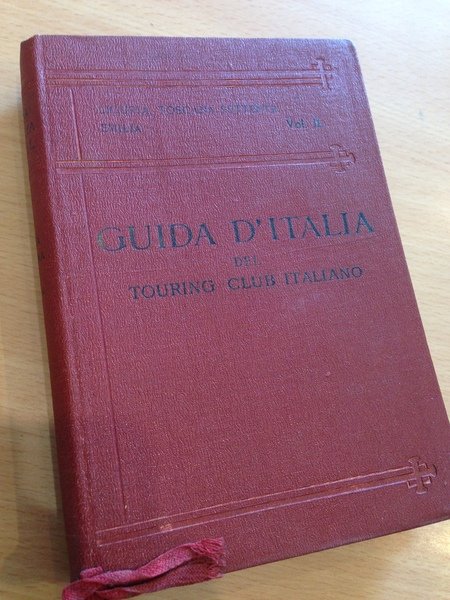 LIGURIA, TOSCANA SETTENTR.
EMILIA Vol. II.
GUIDA D'ITALIA
DEL
TOURING CLUB ITALIANO